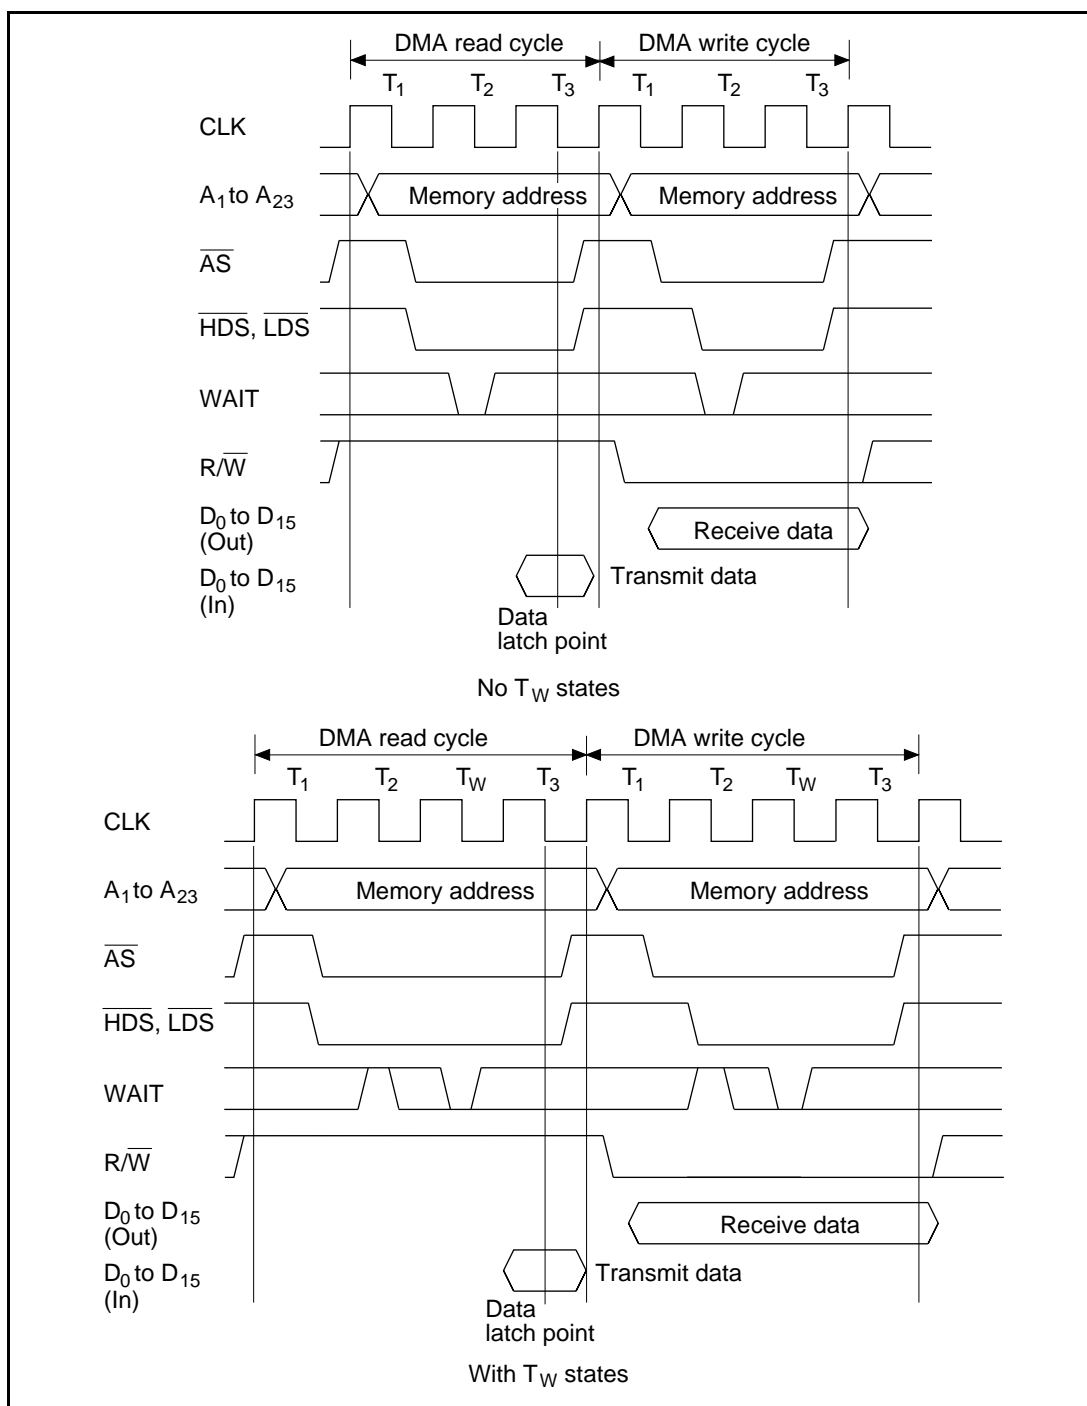 DMA read cycle DMA write cycle
T1 T2 T3 T1 T2 T3
CLK
A1 to A23 Memory address Memory address
AS
HDS, LDS
WAIT
R/W
D0 to D15
(Out) Receive data
D0 to D15
(In) Transmit data
Data
latch point
No TW states
DMA read cycle DMA write cycle
T1 T2 TW T3 T1 T2 TW T3
CLK
A1 to A23 Memory address Memory address
AS
HDS, LDS
WAIT
R/W
D0 to D15
(Out) Receive data
D0 to D15
(In) Transmit data
Data
latch point
With TW states